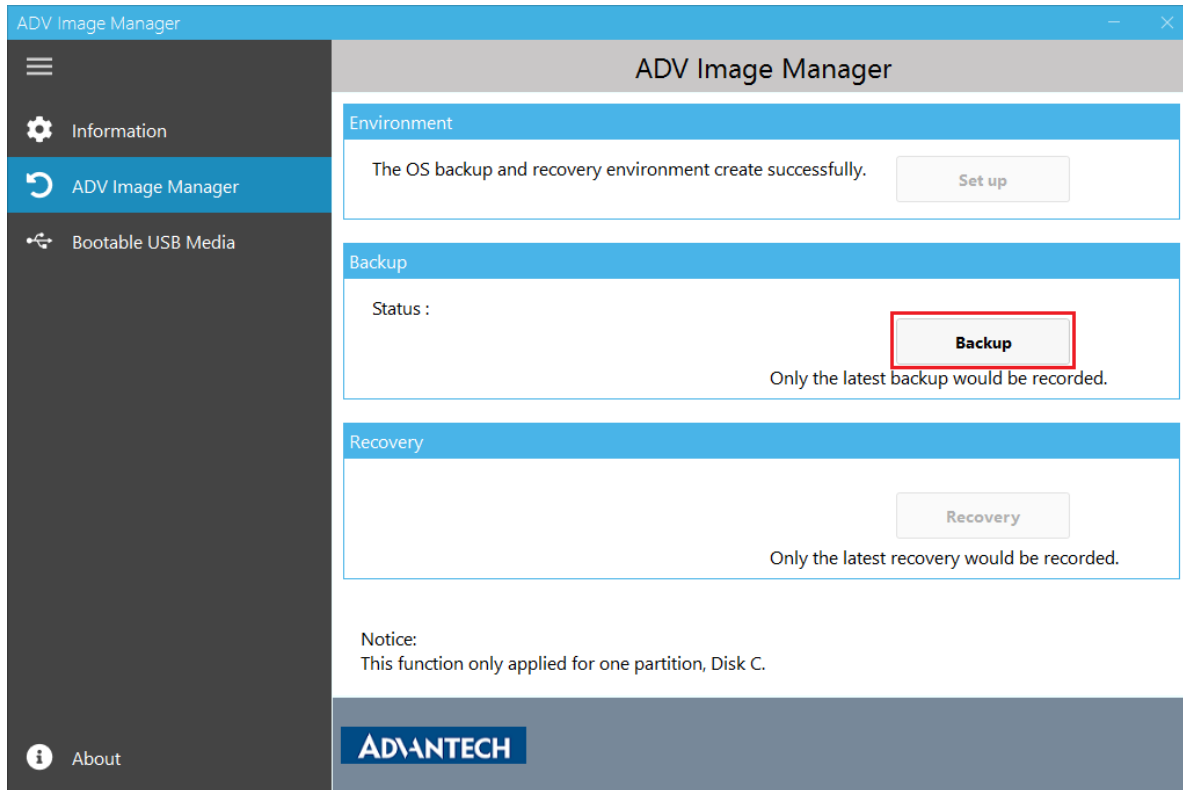 ADV Image Manager
ADV Image Manager
Information
ADV Image Manager
Bootable USB Media
About
Environment
The OS backup and recovery environment create successfully.
Set up
Backup
Status :
Backup
Only the latest backup would be recorded.
Recovery
Recovery
Only the latest recovery would be recorded.
Notice:
This function only applied for one partition, Disk C.
ADVANTECH